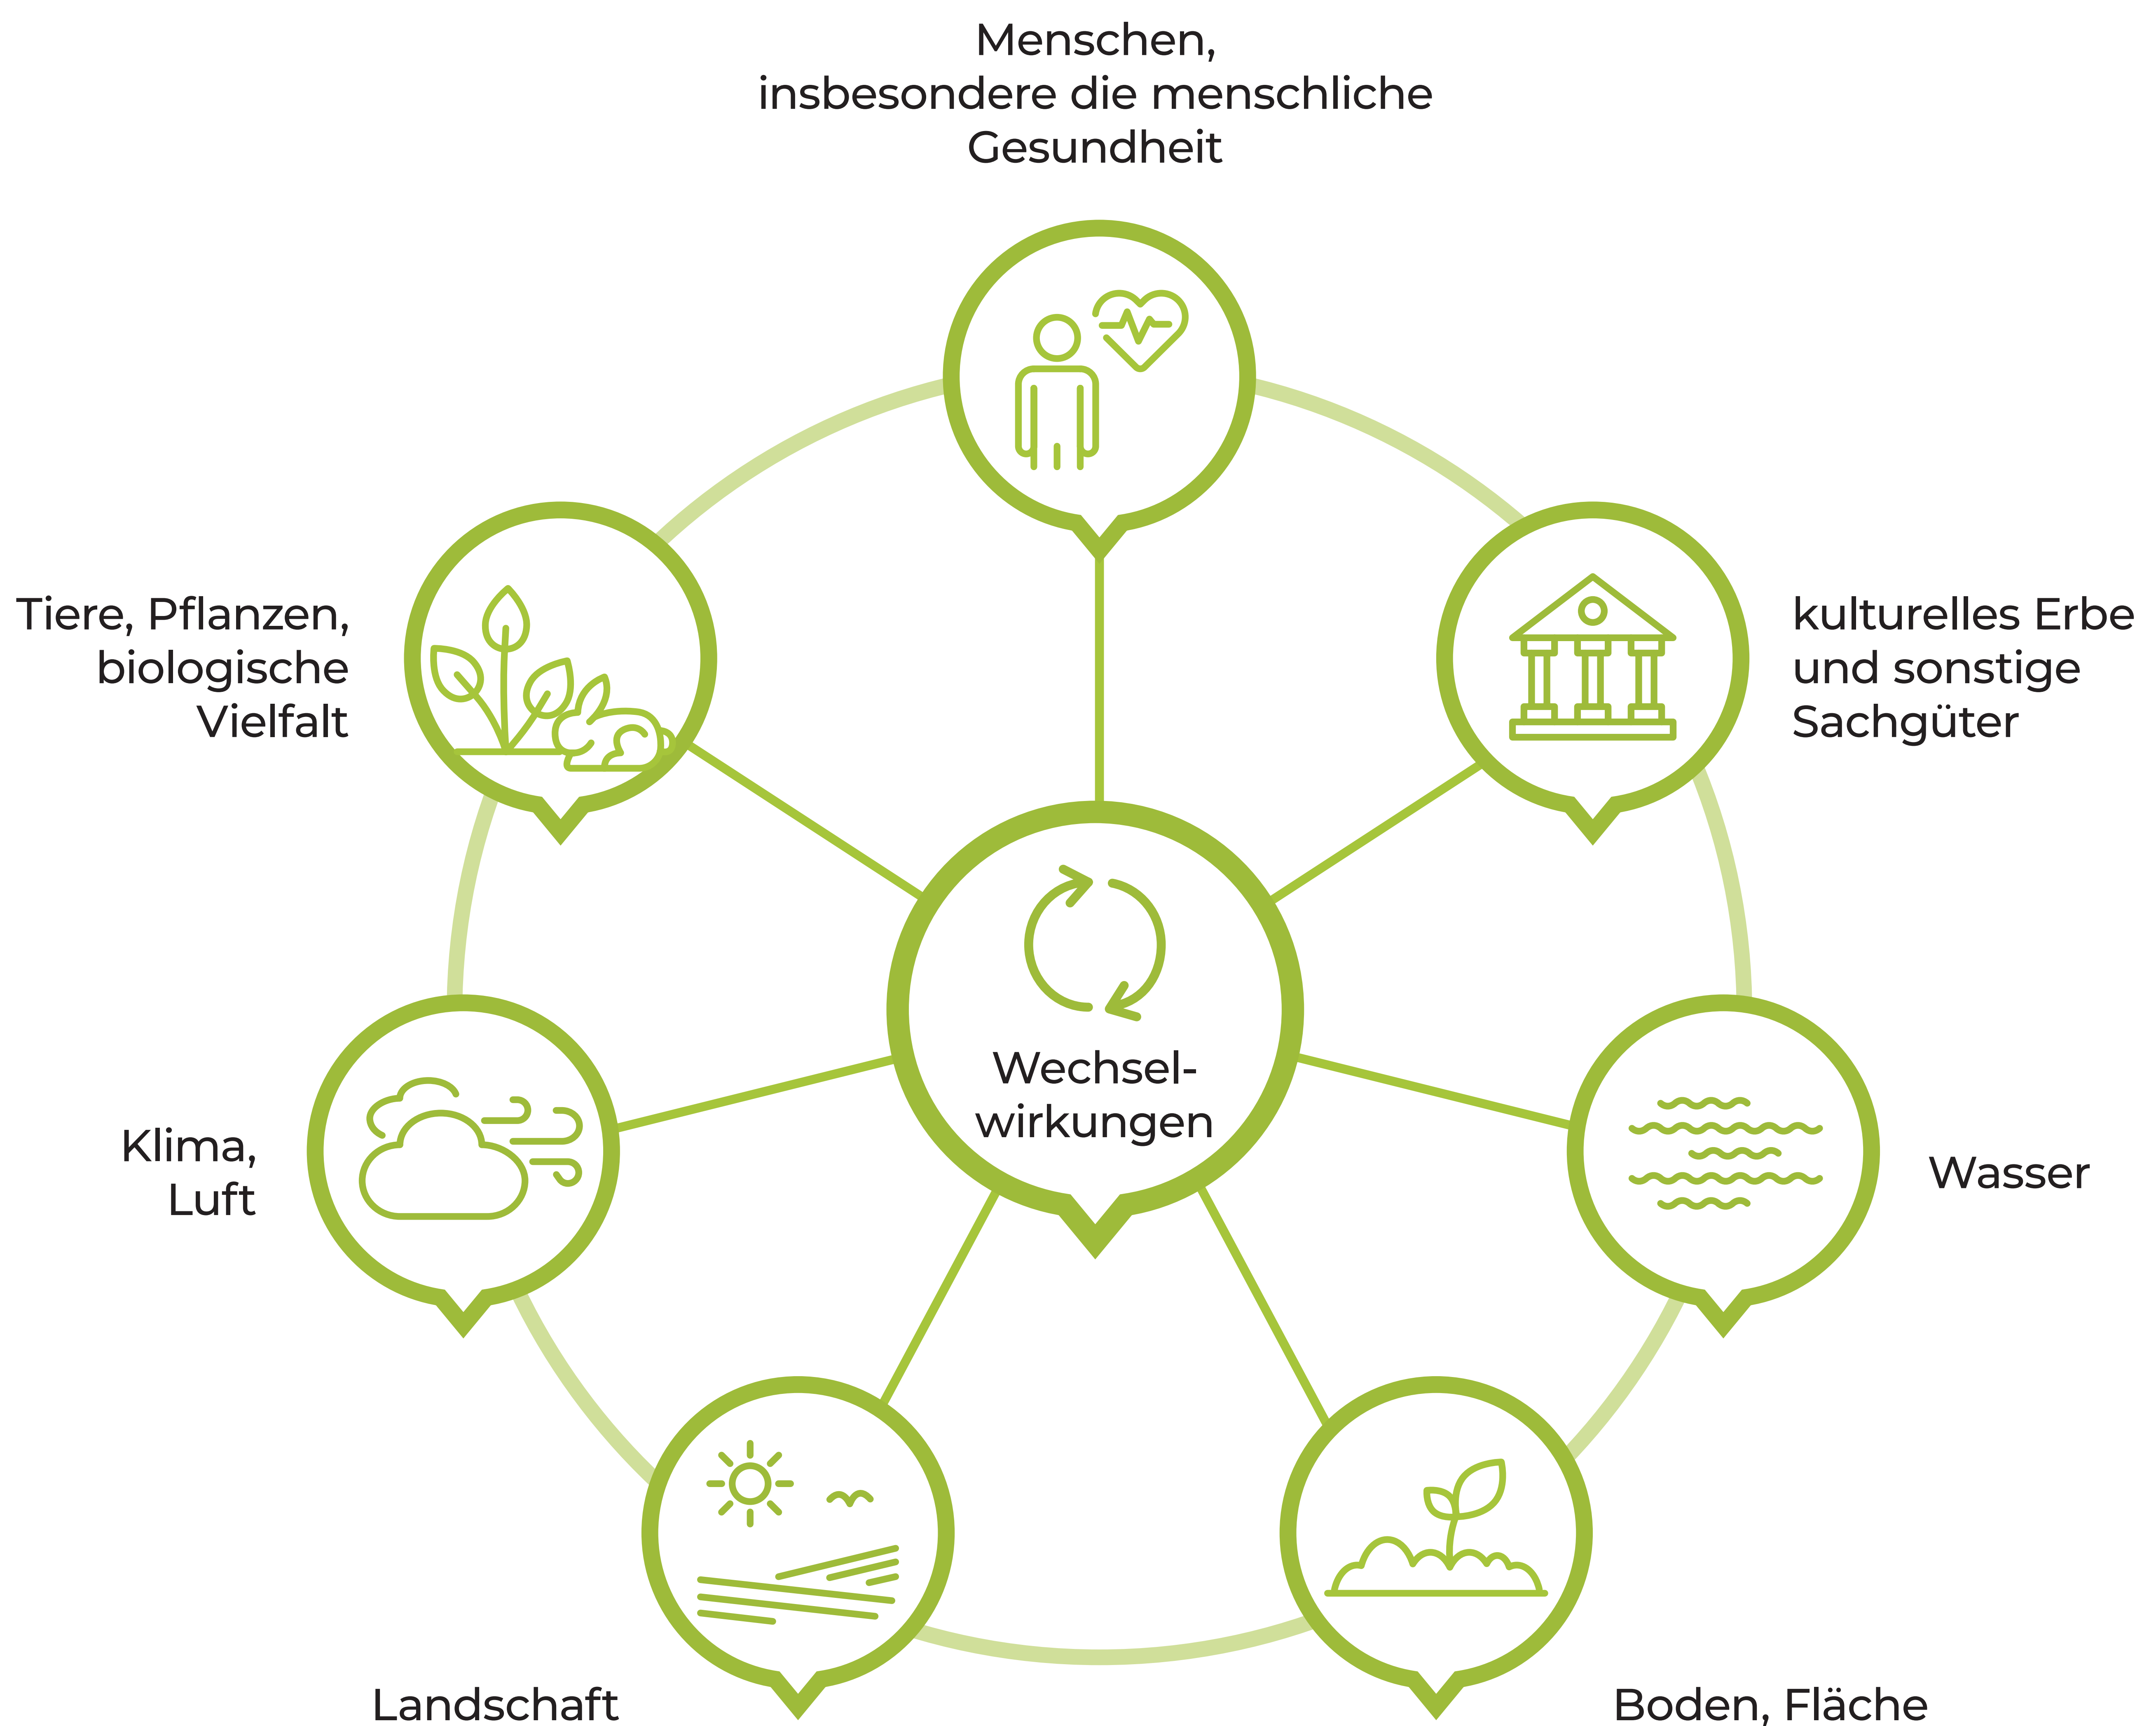 Menschen,
insbesondere die menschliche
Gesundheit
Tiere, Pflanzen,
biologische
Vielfalt
kulturelles Erbe
und sonstige
Sachgüter
Wechsel-
wirkungen
Klima,
Luft
Wasser
Landschaft
Boden, Fläche